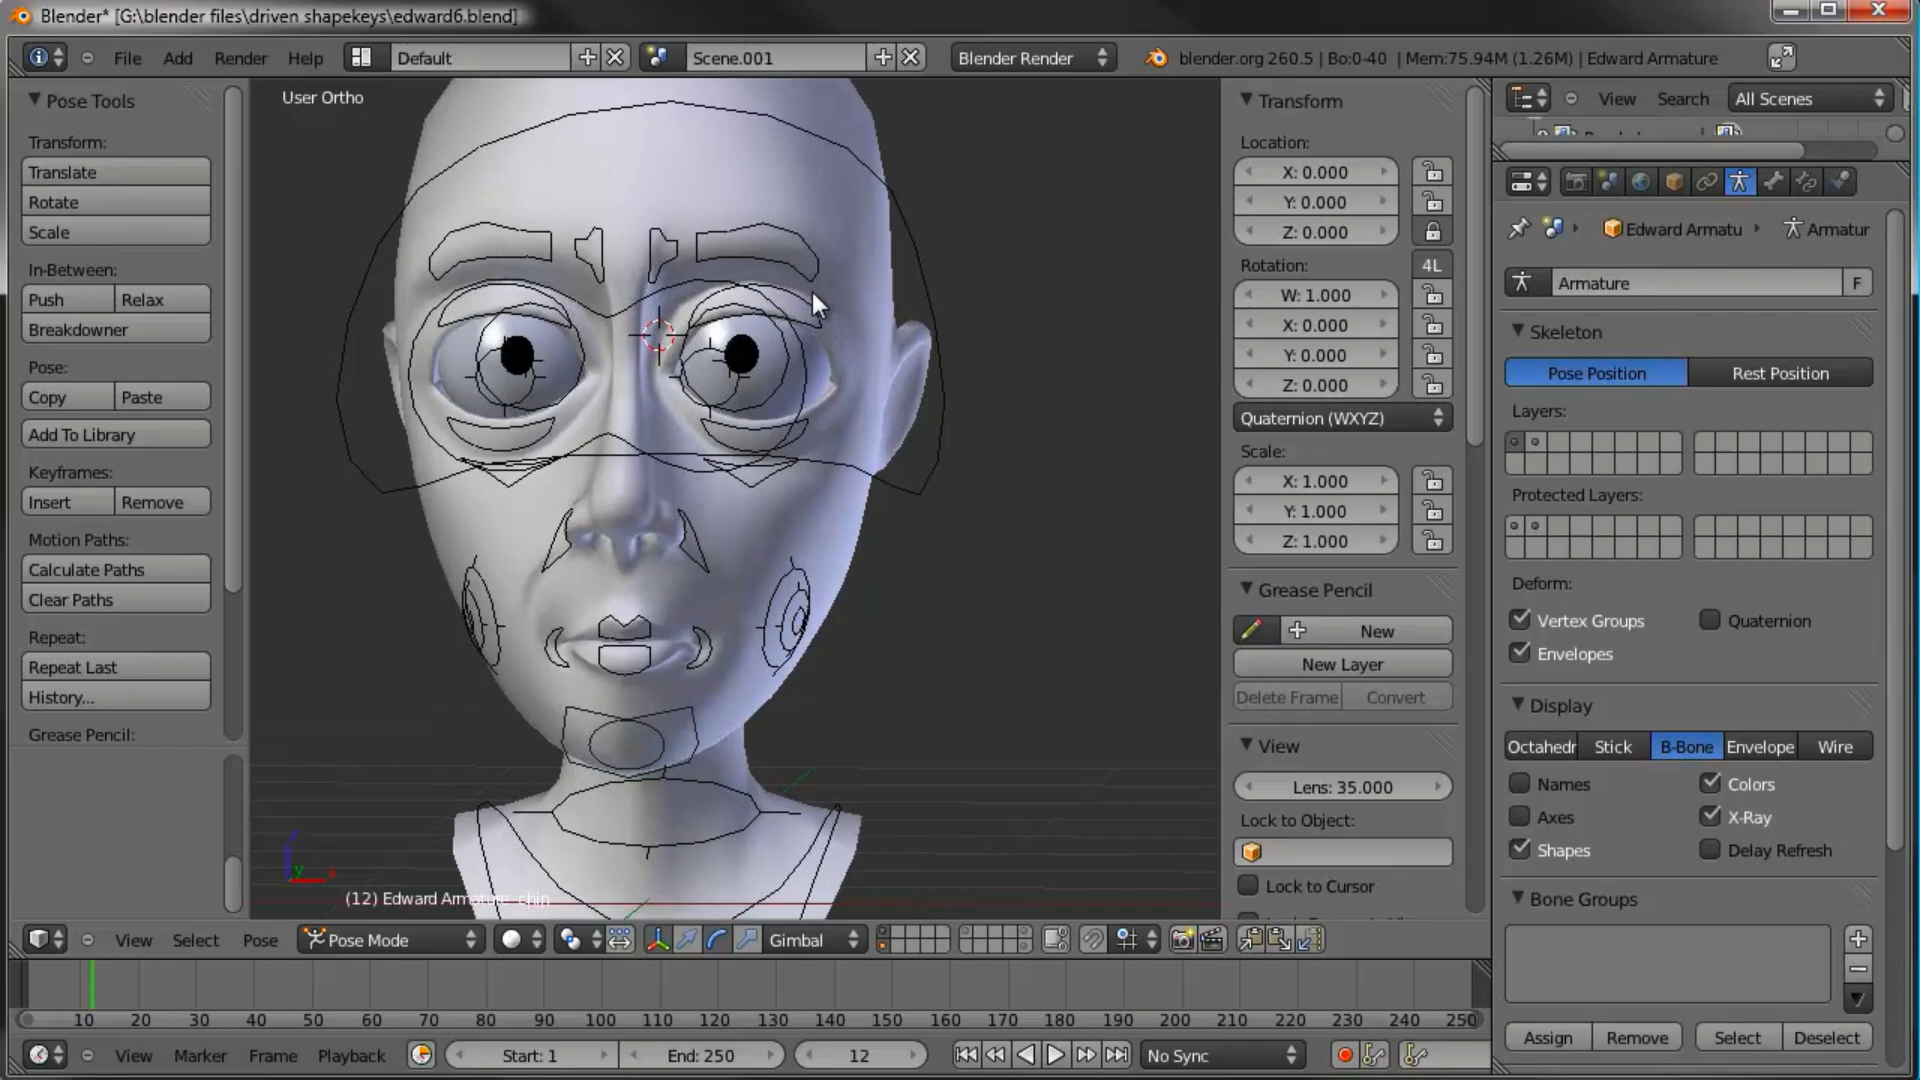 Blender* [G:\blender files\driven shapekeys\edward6.blend]
File Add Render Help Default Scene.001 Blender Render blender.org 260.5 | Bo:0-40 | Mem:75.94M (1.26M) | Edward Armature
Pose Tools
Transform:
Translate
Rotate
Scale
In-Between:
Push Relax
Breakdowner
Pose:
Copy Paste
Add To Library
Keyframes:
Insert Remove
Motion Paths:
Calculate Paths
Clear Paths
Repeat:
Repeat Last
History...
Grease Pencil:
User Ortho
(12) Edward Armature chin
Transform
Location:
X: 0.000
Y: 0.000
Z: 0.000
Rotation:
4L
W: 1.000
X: 0.000
Y: 0.000
Z: 0.000
Quaternion (WXYZ)
Scale:
X: 1.000
Y: 1.000
Z: 1.000
Grease Pencil
New
New Layer
Delete Frame Convert
View
Lens: 35.000
Lock to Object:
Lock to Cursor
View Search All Scenes
Edward Armatu Armatur
Armature F
Skeleton
Pose Position Rest Position
Layers:
Protected Layers:
Deform:
Vertex Groups Quaternion
Envelopes
Display
Octahedr Stick B-Bone Envelope Wire
Names Colors
Axes X-Ray
Shapes Delay Refresh
Bone Groups
Assign Remove Select Deselect
View Select Pose Pose Mode Gimbal
10 20 30 40 50 60 70 80 90 100 110 120 130 140 150 160 170 180 190 200 210 220 230 240 250
View Marker Frame Playback Start: 1 End: 250 12 No Sync